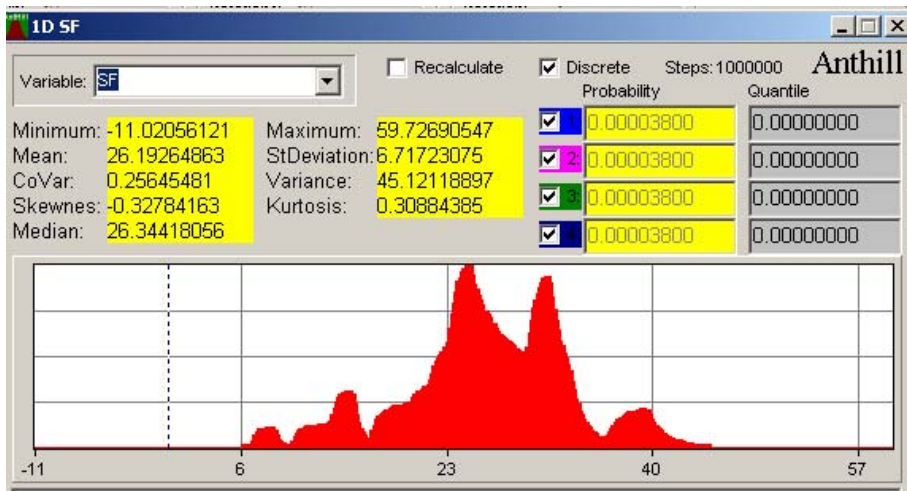 1D SF
Variable: SF
Recalculate
Discrete
Steps:1000000
Anthill
Probability
Quantile
Minimum: -11.02056121
Maximum: 59.72690547
1: 0.00003800
0.00000000
Mean: 26.19264863
StDeviation: 6.71723075
2: 0.00003800
0.00000000
CoVar: 0.25645481
Variance: 45.12118897
3: 0.00003800
0.00000000
Skewnes: -0.32784163
Kurtosis: 0.30884385
Median: 26.34418056
0.00003800
0.00000000
-11 6 23 40 57